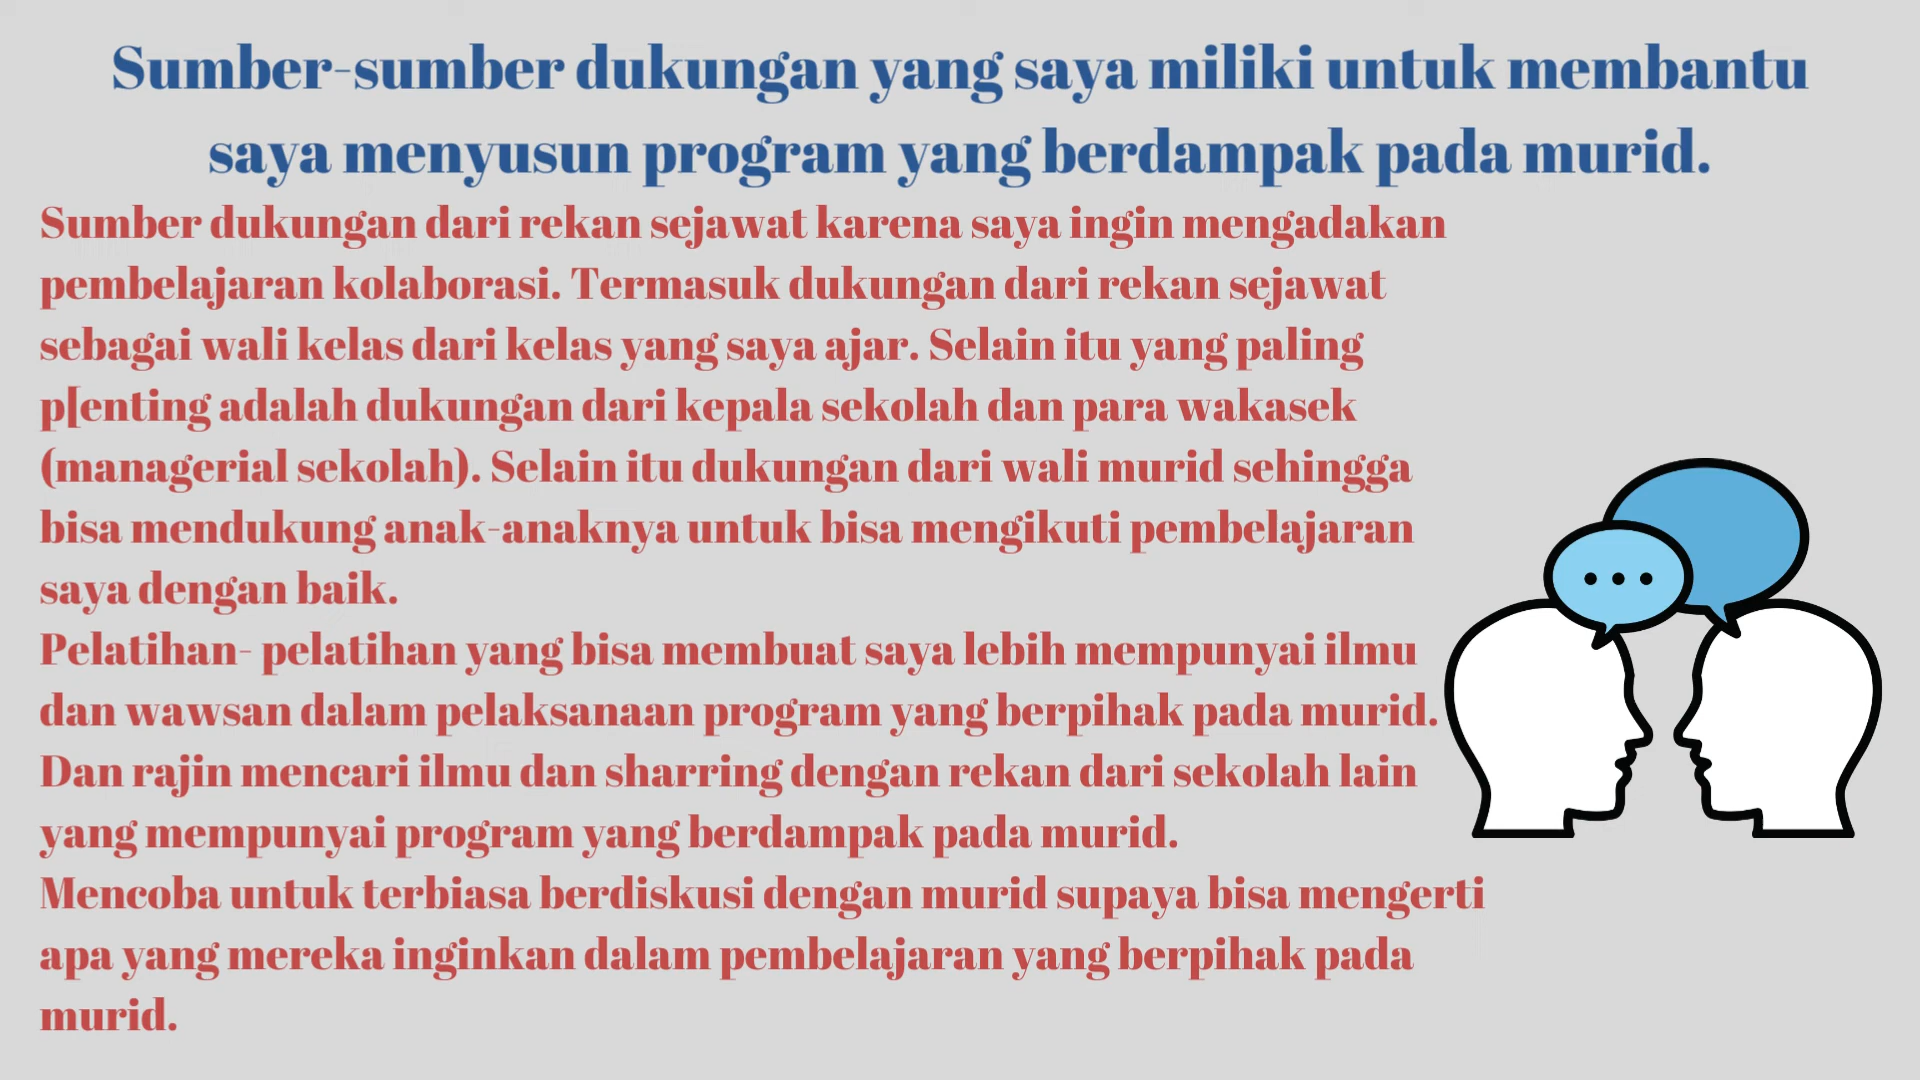 Sumber-sumber dukungan yang saya miliki untuk membantu
saya menyusun program yang berdampak pada murid.
Sumber dukungan dari rekan sejawat karena saya ingin mengadakan
pembelajaran kolaborasi. Termasuk dukungan dari rekan sejawat
sebagai wali kelas dari kelas yang saya ajar. Selain itu yang paling
p[enting adalah dukungan dari kepala sekolah dan para wakasek
(managerial sekolah). Selain itu dukungan dari wali murid sehingga
bisa mendukung anak-anaknya untuk bisa mengikuti pembelajaran
saya dengan baik.
Pelatihan- pelatihan yang bisa membuat saya lebih mempunyai ilmu
dan wawsan dalam pelaksanaan program yang berpihak pada murid.
Dan rajin mencari ilmu dan sharring dengan rekan dari sekolah lain
yang mempunyai program yang berdampak pada murid.
Mencoba untuk terbiasa berdiskusi dengan murid supaya bisa mengerti
apa yang mereka inginkan dalam pembelajaran yang berpihak pada
murid.